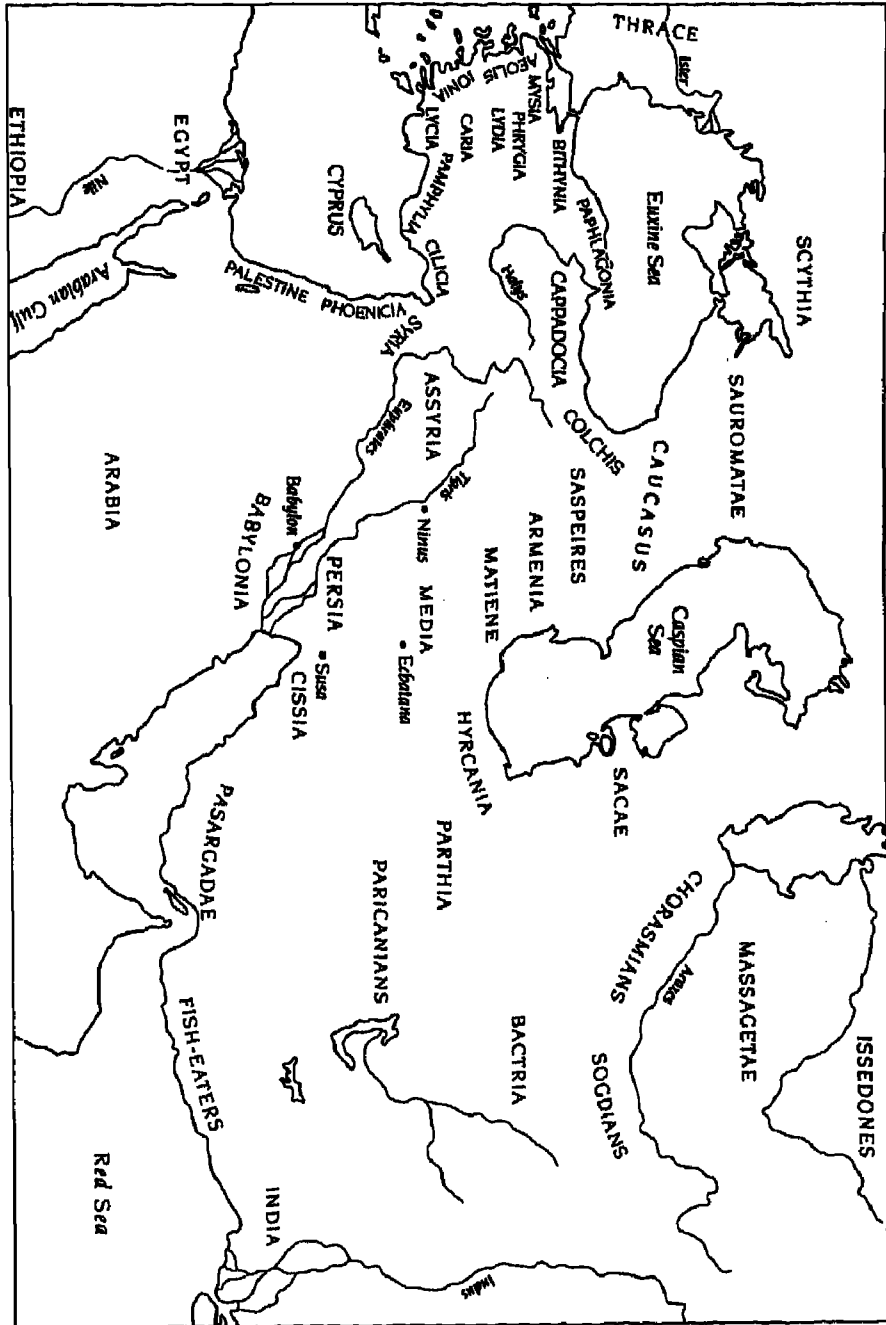 THRACE
Ister
SCYTHIA
SAUROMATAE
Euxine Sea
CAUCASUS
COLCHIS
Caspian
Sea
SACAE
CHORASMIANS
Araxes
MASSAGETAE
ISSEDONES
SOGDIANS
AEOLIS
IONIA
MYSIA
PHRYGIA
LYDIA
CARIA
LYCIA
BITHYNIA
PAPHLAGONIA
PAMPHYLIA
CILICIA
Halys
CAPPADOCIA
SASPEIRES
ARMENIA
MATIENE
HYRCANIA
PARTHIA
BACTRIA
PARICANIANS
CYPRUS
SYRIA
PHOENICIA
PALESTINE
ASSYRIA
Euphrates
Tigris
Ninus
MEDIA
Ecbatana
Babylon
BABYLONIA
PERSIA
Susa
CISSIA
PASARGADAE
FISH-EATERS
INDIA
Indus
EGYPT
Nile
ETHIOPIA
Arabian Gulf
ARABIA
Red Sea